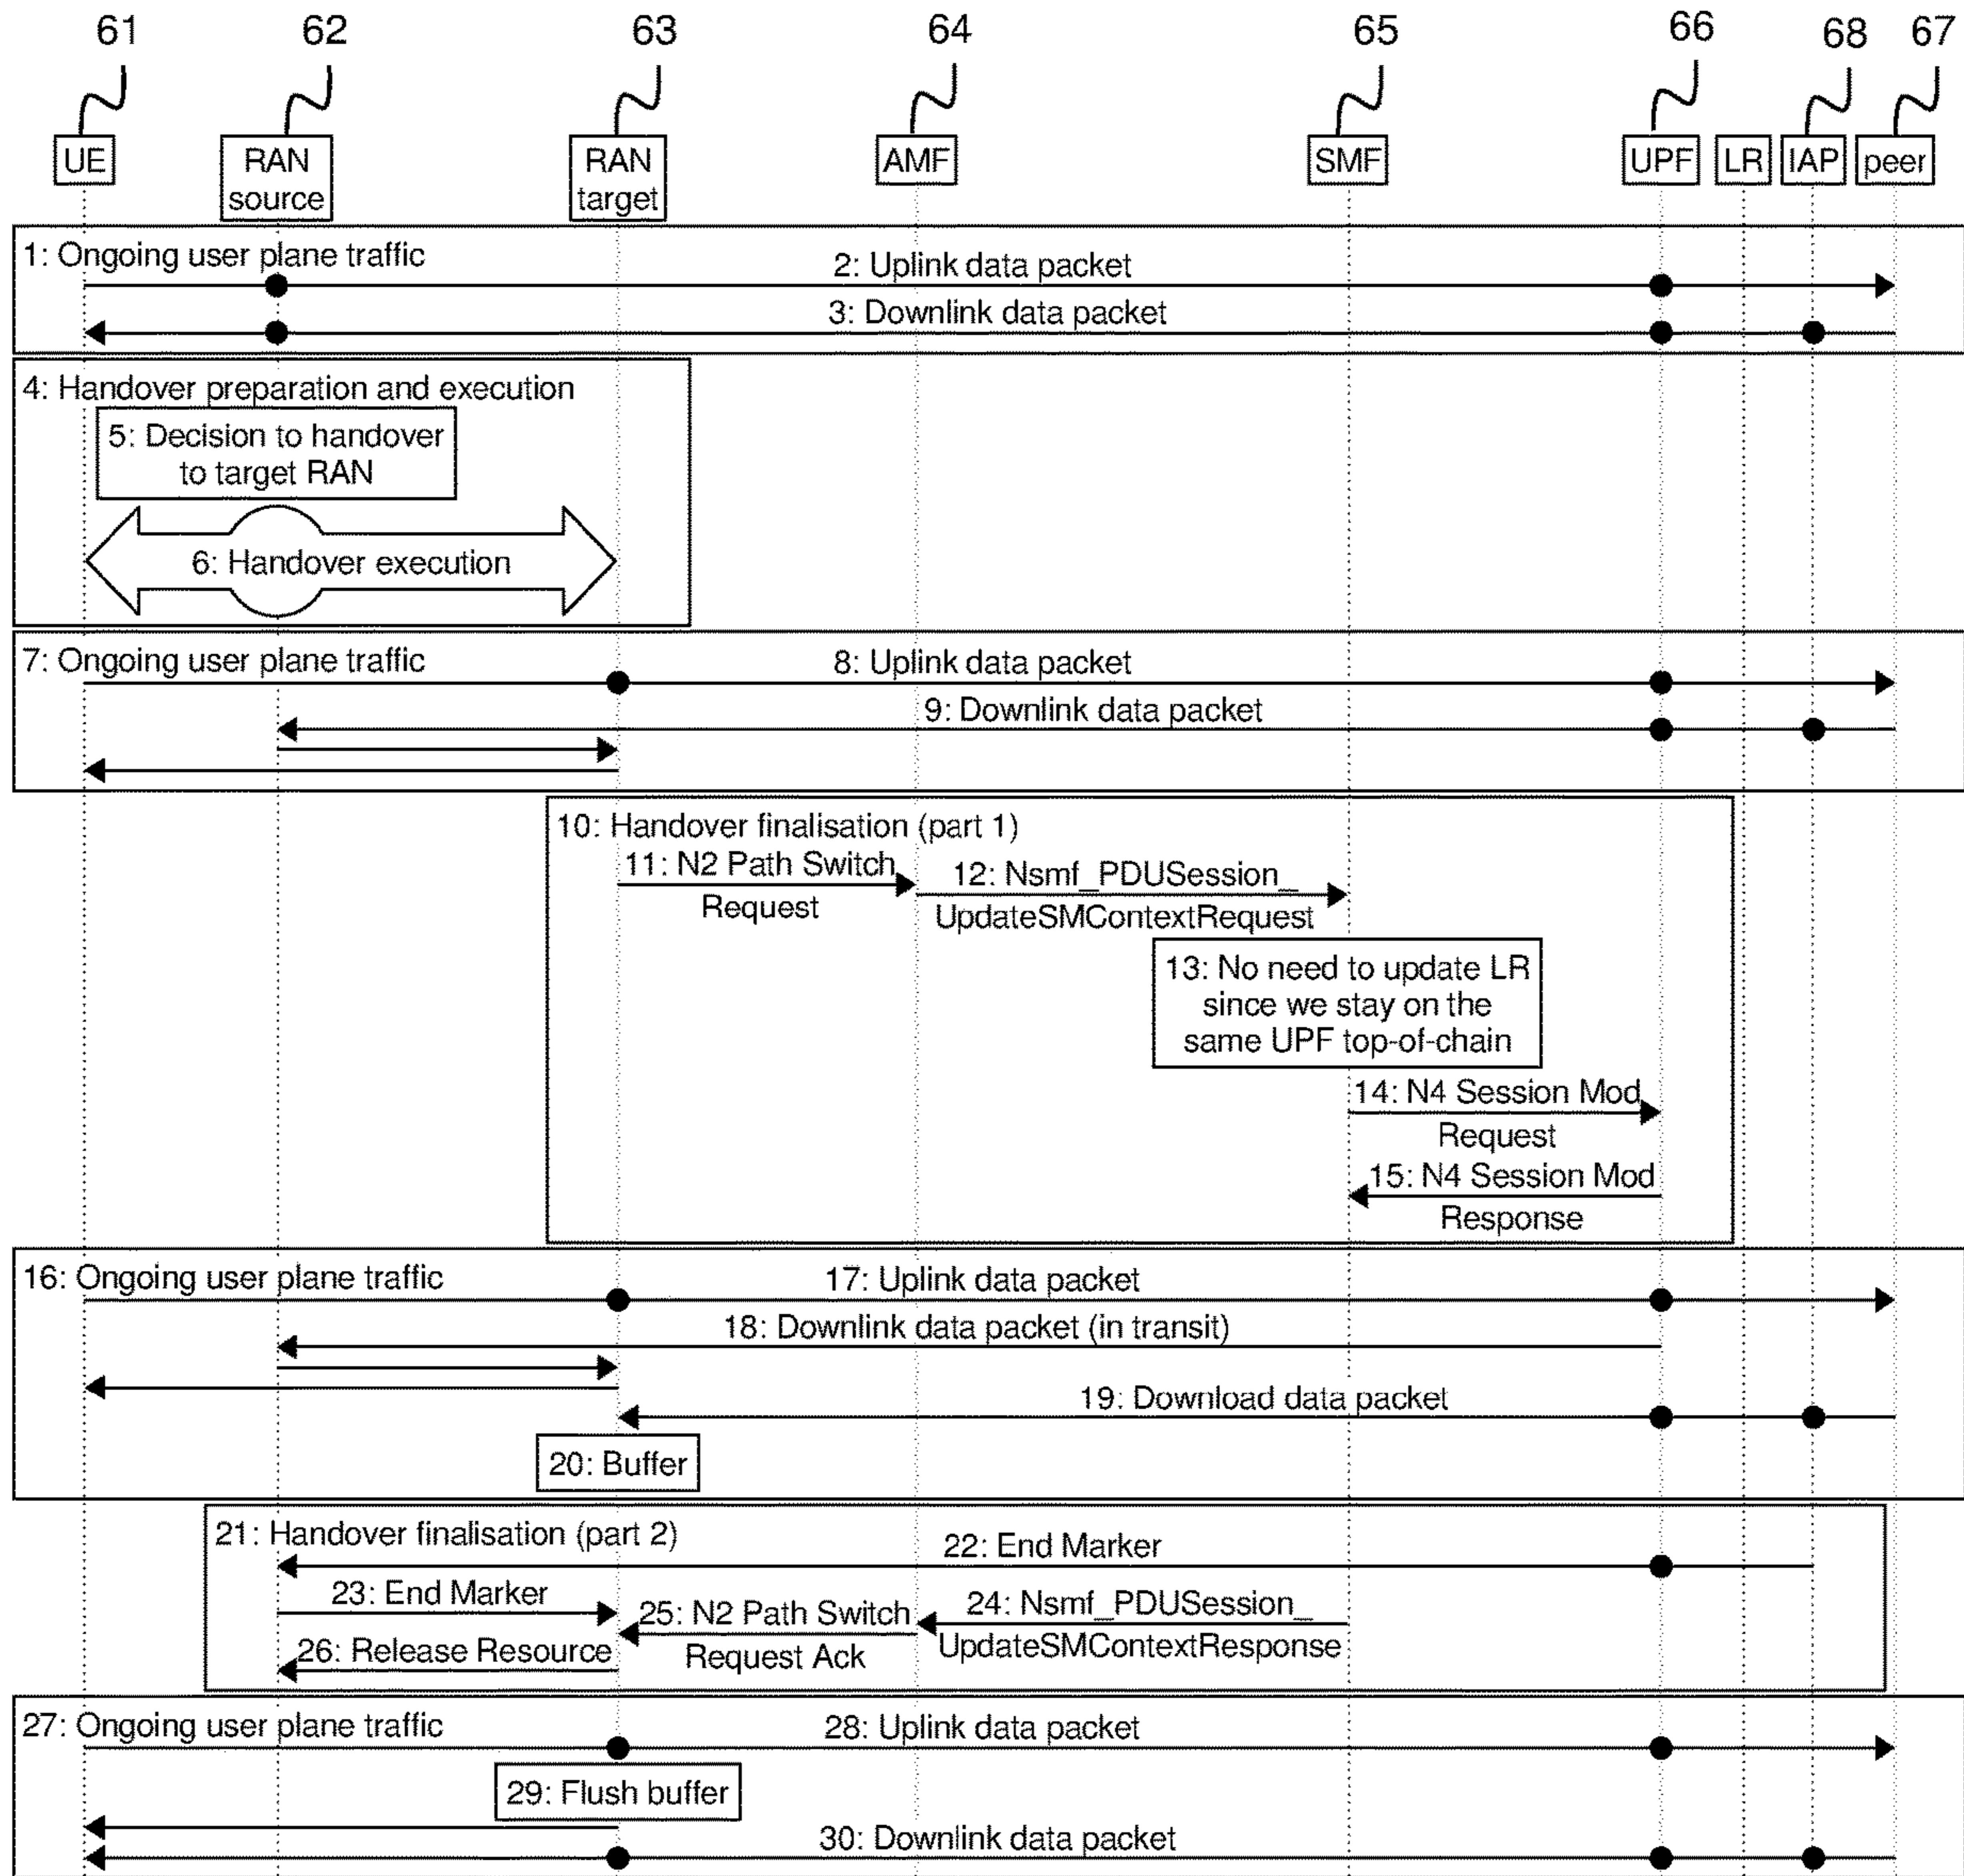 61
62
63
64
65
66
68
67
UE
RAN
source
RAN
target
AMF
SMF
UPF
LR
IAP
peer
1: Ongoing user plane traffic
2: Uplink data packet
3: Downlink data packet
4: Handover preparation and execution
5: Decision to handover
to target RAN
6: Handover execution
7: Ongoing user plane traffic
8: Uplink data packet
9: Downlink data packet
10: Handover finalisation (part 1)
11: N2 Path Switch
Request
12: Nsmf_PDUSession_
UpdateSMContextRequest
13: No need to update LR
since we stay on the
same UPF top-of-chain
14: N4 Session Mod
Request
15: N4 Session Mod
Response
16: Ongoing user plane traffic
17: Uplink data packet
18: Downlink data packet (in transit)
19: Download data packet
20: Buffer
21: Handover finalisation (part 2)
22: End Marker
23: End Marker
24: Nsmf_PDUSession_
UpdateSMContextResponse
25: N2 Path Switch
Request Ack
26: Release Resource
27: Ongoing user plane traffic
28: Uplink data packet
29: Flush buffer
30: Downlink data packet